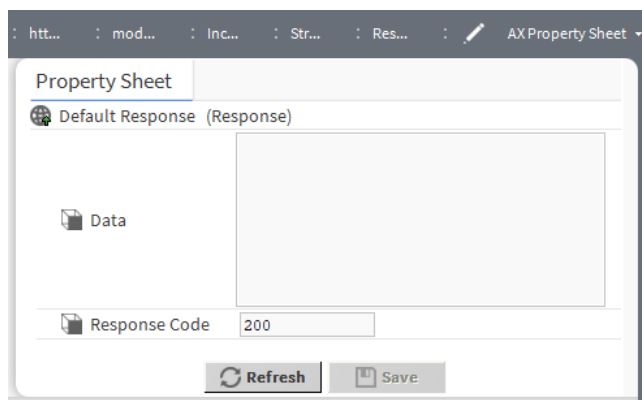 : htt... : mod... : Inc... : Str... : Res... : AX Property Sheet
Property Sheet
Default Response (Response)
Data
Response Code 200
Refresh Save